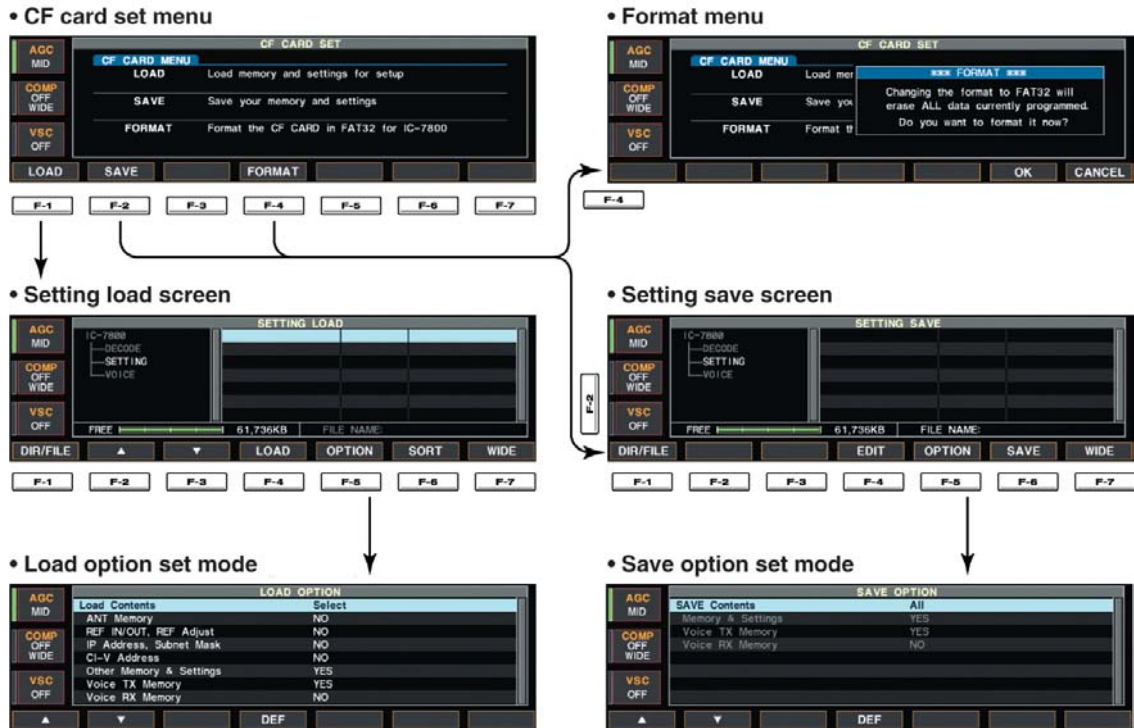 • CF card set menu
CF CARD SET
AGC
MID
COMP
OFF
WIDE
VSC
OFF
CF CARD MENU
LOAD Load memory and settings for setup
SAVE Save your memory and settings
FORMAT Format the CF CARD in FAT32 for IC-7800
LOAD SAVE FORMAT
F-1 F-2 F-3 F-4 F-5 F-6 F-7
• Format menu
CF CARD SET
AGC
MID
COMP
OFF
WIDE
VSC
OFF
CF CARD MENU
LOAD Load mer
SAVE Save you
FORMAT Format th
*** FORMAT ***
Changing the format to FAT32 will
erase ALL data currently programmed.
Do you want to format it now?
OK CANCEL
F-4
• Setting load screen
SETTING LOAD
AGC
MID
COMP
OFF
WIDE
VSC
OFF
IC-7800
DECODE
SETTING
VOICE
FREE 61,736KB FILE NAME:
DIR/FILE ▲ ▼ LOAD OPTION SORT WIDE
F-1 F-2 F-3 F-4 F-5 F-6 F-7
• Setting save screen
SETTING SAVE
AGC
MID
COMP
OFF
WIDE
VSC
OFF
IC-7800
DECODE
SETTING
VOICE
FREE 61,736KB FILE NAME:
DIR/FILE EDIT OPTION SAVE WIDE
F-2
F-1 F-2 F-3 F-4 F-5 F-6 F-7
• Load option set mode
LOAD OPTION
AGC
MID
COMP
OFF
WIDE
VSC
OFF
Load Contents Select
ANT Memory NO
REF IN/OUT, REF Adjust NO
IP Address, Subnet Mask NO
CI-V Address NO
Other Memory & Settings YES
Voice TX Memory YES
Voice RX Memory NO
▲ ▼ DEF
• Save option set mode
SAVE OPTION
AGC
MID
COMP
OFF
WIDE
VSC
OFF
SAVE Contents All
Memory & Settings YES
Voice TX Memory YES
Voice RX Memory NO
▲ ▼ DEF